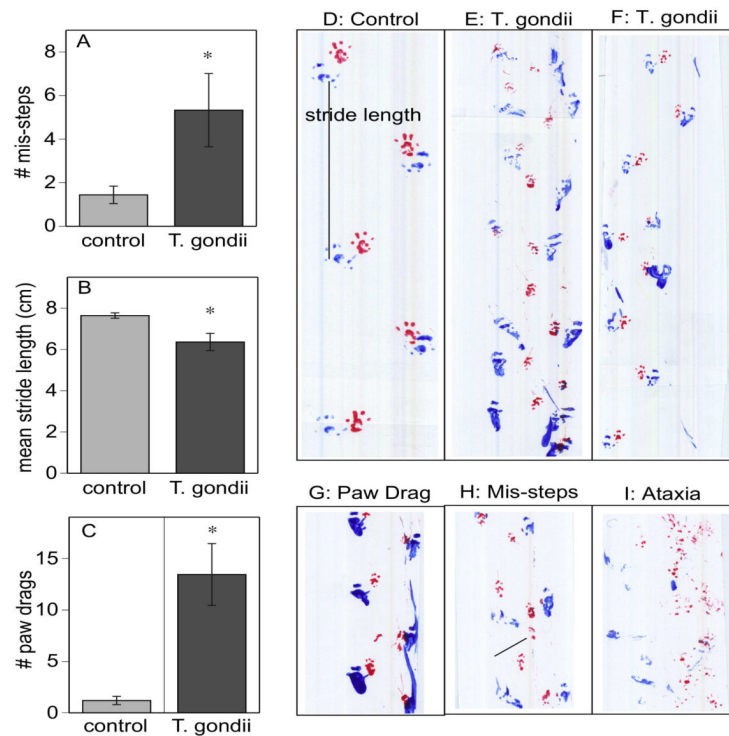 A
# mis-steps
8
6
4
2
0
*
control T. gondii
B
mean stride length (cm)
8
6
4
2
0
*
control T. gondii
C
# paw drags
15
10
5
0
*
control T. gondii
D: Control
stride length
E: T. gondii
F: T. gondii
G: Paw Drag
H: Mis-steps
I: Ataxia